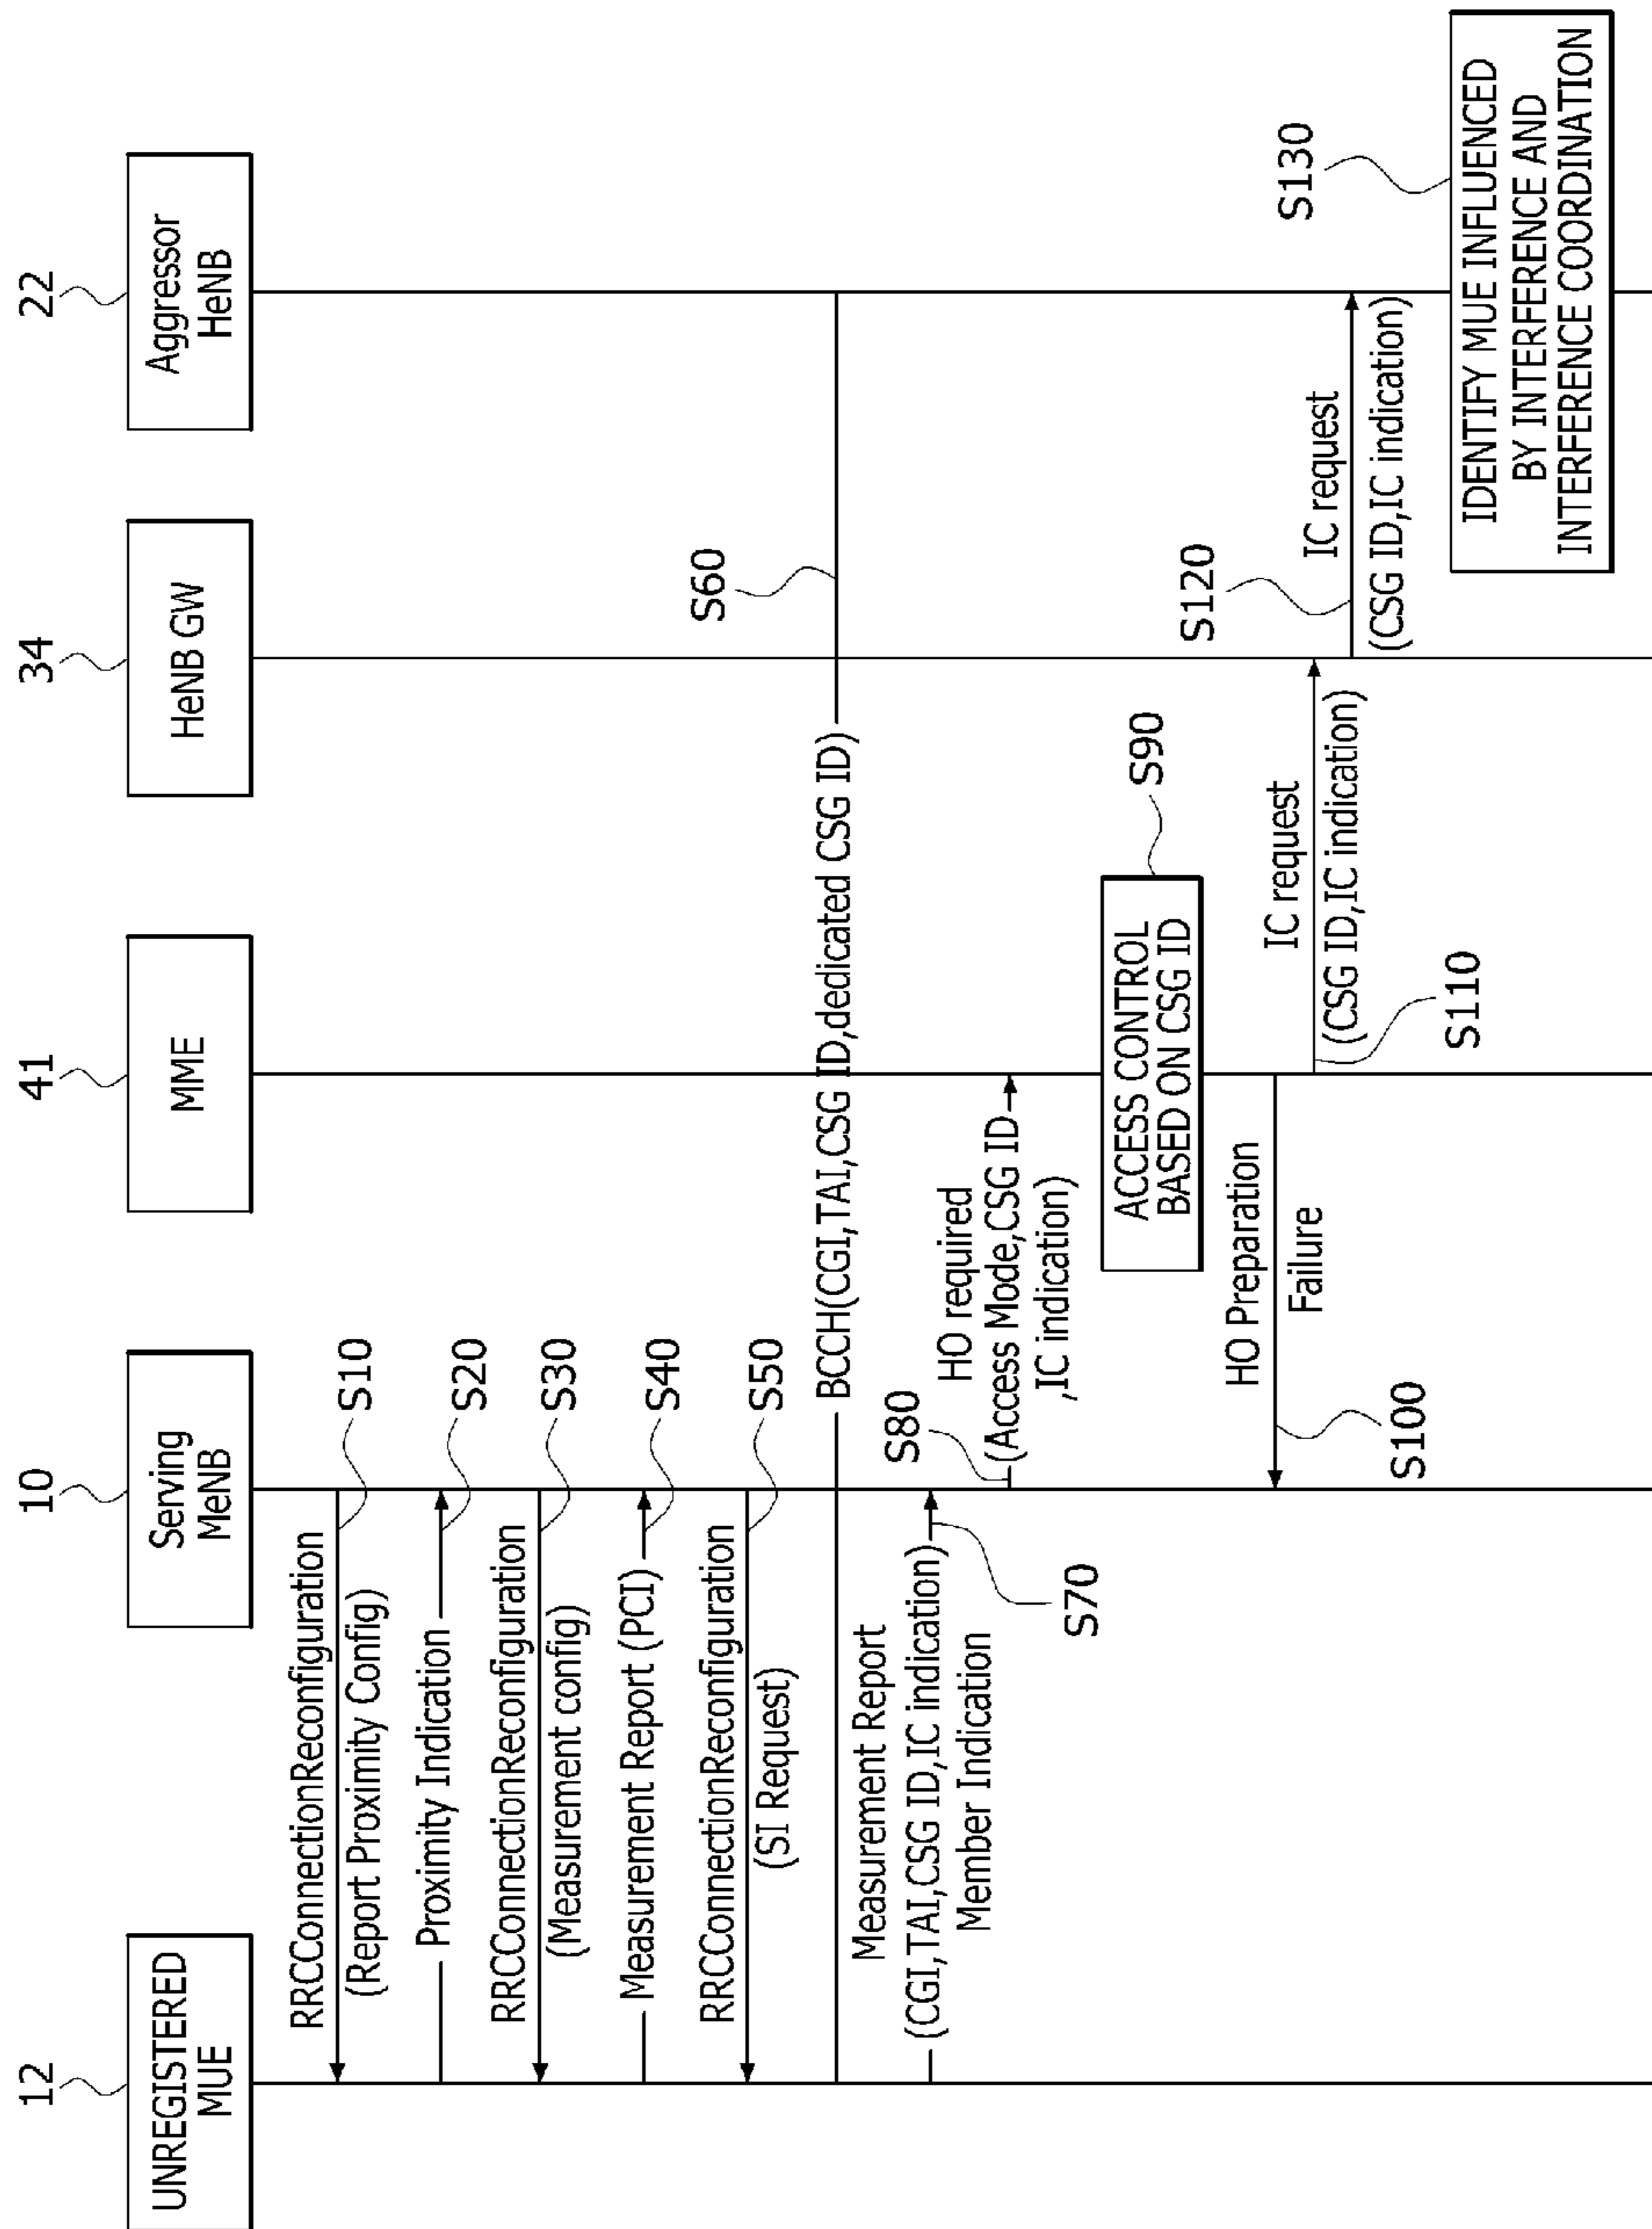 12
10
41
34
22
UNREGISTERED
MUE
Serving
MeNB
MME
HeNB GW
Aggressor
HeNB
RRCConnectionReconfiguration
(Report Proximity Config)
S10
Proximity Indication
S20
RRCConnectionReconfiguration
(Measurement config)
S30
Measurement Report (PCI)
S40
RRCConnectionReconfiguration
(SI Request)
S50
S60
BCCH(CGI,TAI,CSG ID,dedicated CSG ID)
Measurement Report
(CGI,TAI,CSG ID,IC indication)
Member Indication
S70
S80
HO required
(Access Mode,CSG ID
,IC indication)
ACCESS CONTROL
BASED ON CSG ID
S90
HO Preparation
Failure
S100
IC request
(CSG ID,IC indication)
S110
S120
IC request
(CSG ID,IC indication)
S130
IDENTIFY MUE INFLUENCED
BY INTERFERENCE AND
INTERFERENCE COORDINATION